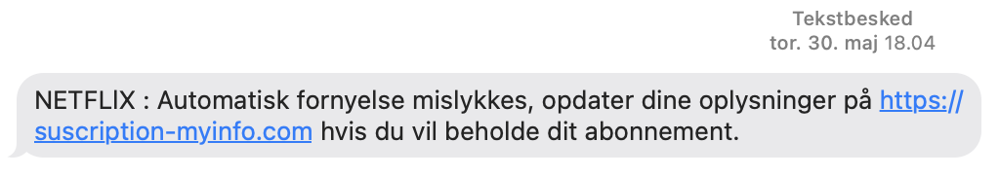 Tekstbesked
tor. 30. maj 18.04
NETFLlX : Automatisk fornyelse mislykkes, opdater dine oplysninger på https://
suscription-myinfo.com hvis du vil beholde dit abonnement.